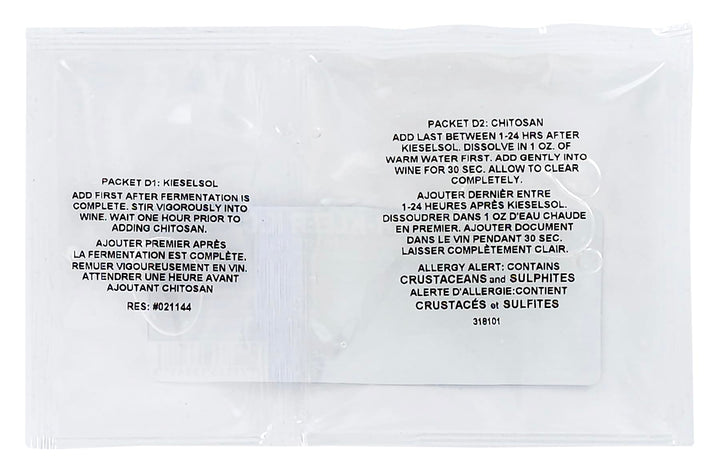 PACKET D1: KIESELSOL
ADD FIRST AFTER FERMENTATION IS
COMPLETE. STIR VIGOROUSLY INTO
WINE. WAIT ONE HOUR PRIOR TO
ADDING CHITOSAN.
AJOUTER PREMIER APRÈS
LA FERMENTATION EST COMPLÈTE.
REMUER VIGOUREUSEMENT EN VIN.
ATTENDRER UNE HEURE AVANT
AJOUTANT CHITOSAN
RES: #021144
PACKET D2: CHITOSAN
ADD LAST BETWEEN 1-24 HRS AFTER
KIESELSOL. DISSOLVE IN 1 OZ. OF
WARM WATER FIRST. ADD GENTLY INTO
WINE FOR 30 SEC. ALLOW TO CLEAR
COMPLETELY.
AJOUTER DERNIÈR ENTRE
1-24 HEURES APRÈS KIESELSOL.
DISSOUDRER DANS 1 OZ D'EAU CHAUDE
EN PREMIER. AJOUTER DOCUMENT
DANS LE VIN PENDANT 30 SEC.
LAISSER COMPLÈTEMENT CLAIR.
ALLERGY ALERT: CONTAINS
CRUSTACEANS and SULPHITES
ALERTE D'ALLERGIE:CONTIENT
CRUSTACÉS et SULFITES
318101